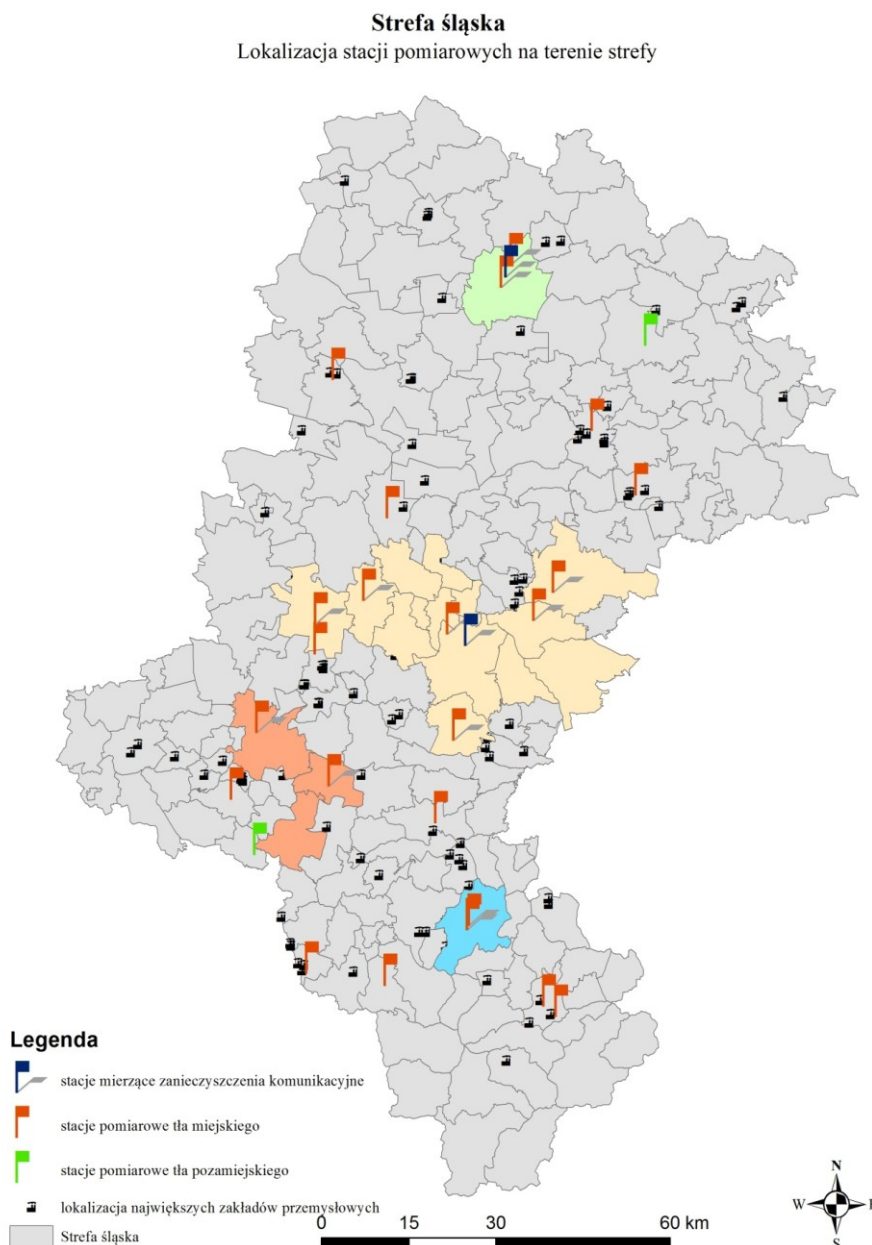 Strefa śląska
Lokalizacja stacji pomiarowych na terenie strefy
Legenda
stacje mierzące zanieczyszczenia komunikacyjne
stacje pomiarowe tła miejskiego
stacje pomiarowe tła pozamiejskiego
lokalizacja największych zakładów przemysłowych
Strefa śląska
0 15 30 60 km
N
W E
S